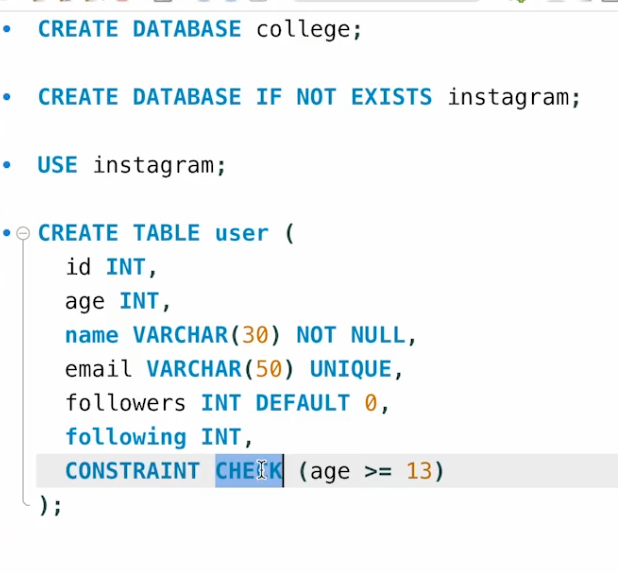 CREATE DATABASE college;
CREATE DATABASE IF NOT EXISTS instagram;
USE instagram;
CREATE TABLE user (
id INT,
age INT,
name VARCHAR(30) NOT NULL,
email VARCHAR(50) UNIQUE,
followers INT DEFAULT 0,
following INT,
CONSTRAINT CHECK (age >= 13)
);